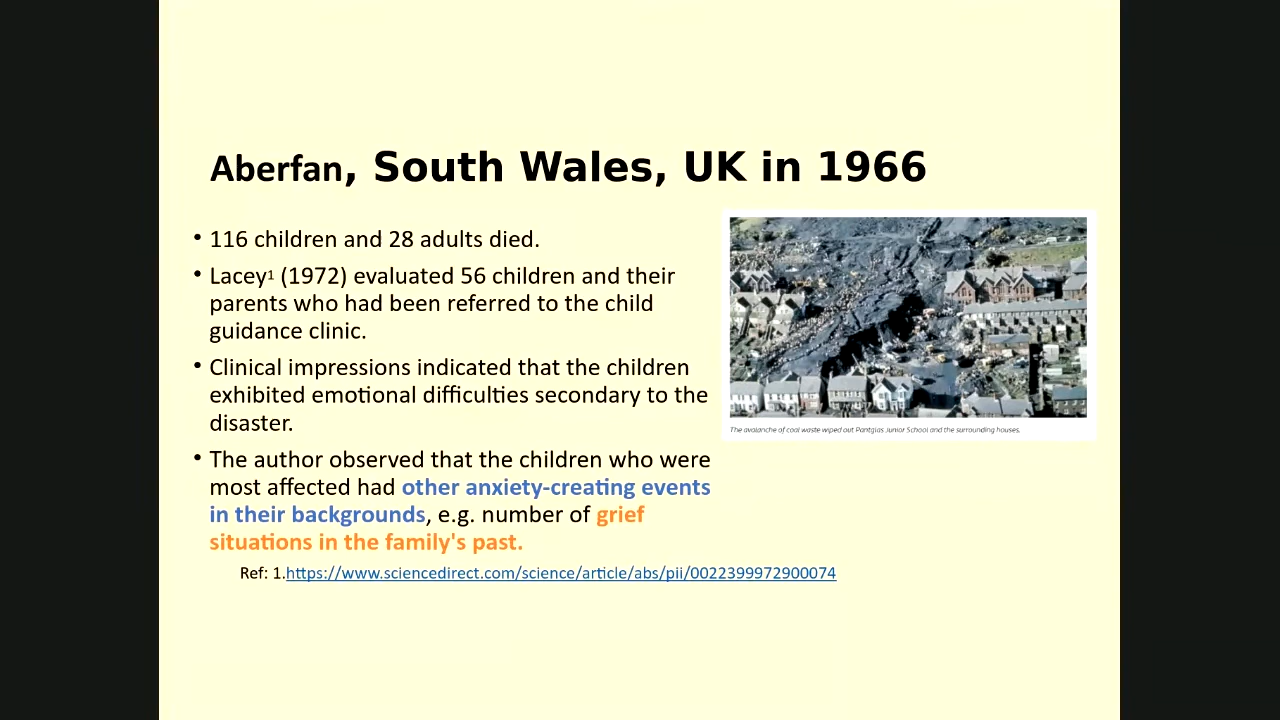 Aberfan, South Wales, UK in 1966
• 116 children and 28 adults died.
• Lacey¹ (1972) evaluated 56 children and their
parents who had been referred to the child
guidance clinic.
• Clinical impressions indicated that the children
exhibited emotional difficulties secondary to the
disaster.
• The author observed that the children who were
most affected had other anxiety-creating events
in their backgrounds, e.g. number of grief
situations in the family's past.
Ref: 1.https://www.sciencedirect.com/science/article/abs/pii/0022399972900074
The avalanche of coal waste wiped out Pantglas Junior School and the surrounding houses.